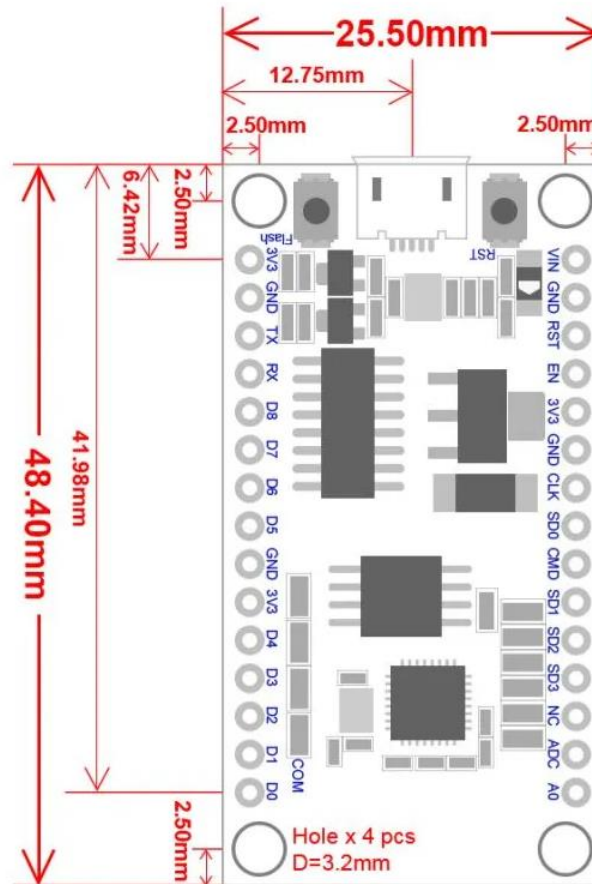 25.50mm
12.75mm
2.50mm
2.50mm
2.50mm
6.42mm
48.40mm
41.98mm
2.50mm
Flash
RST
3V3
GND
TX
RX
D8
D7
D6
D5
GND
3V3
D4
D3
D2
D1
D0
COM
VIN
GND
RST
EN
3V3
GND
CLK
SD0
CMD
SD1
SD2
SD3
NC
ADC
A0
Hole x 4 pcs
D=3.2mm